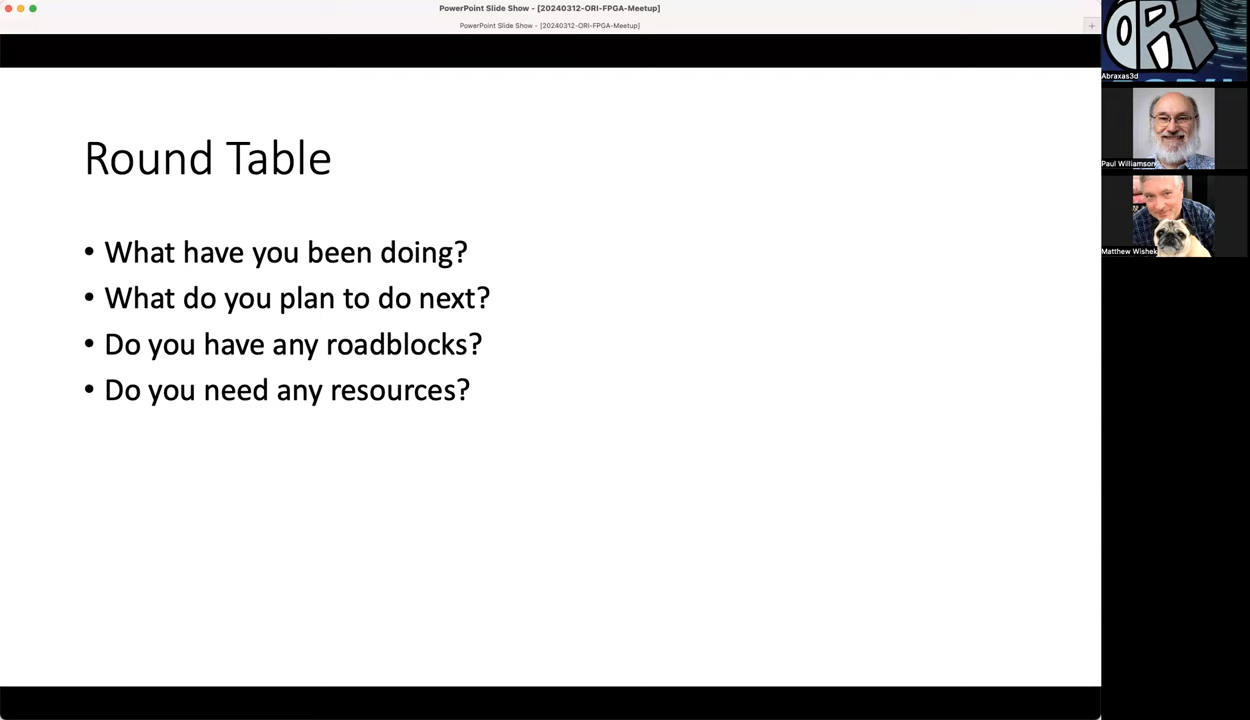 PowerPoint Slide Show - [20240312-ORI-FPGA-Meetup]
PowerPoint Slide Show - [20240312-ORI-FPGA-Meetup]
Round Table
• What have you been doing?
• What do you plan to do next?
• Do you have any roadblocks?
• Do you need any resources?
ORI
Abraxas3d
Paul Williamson
Matthew Wishek